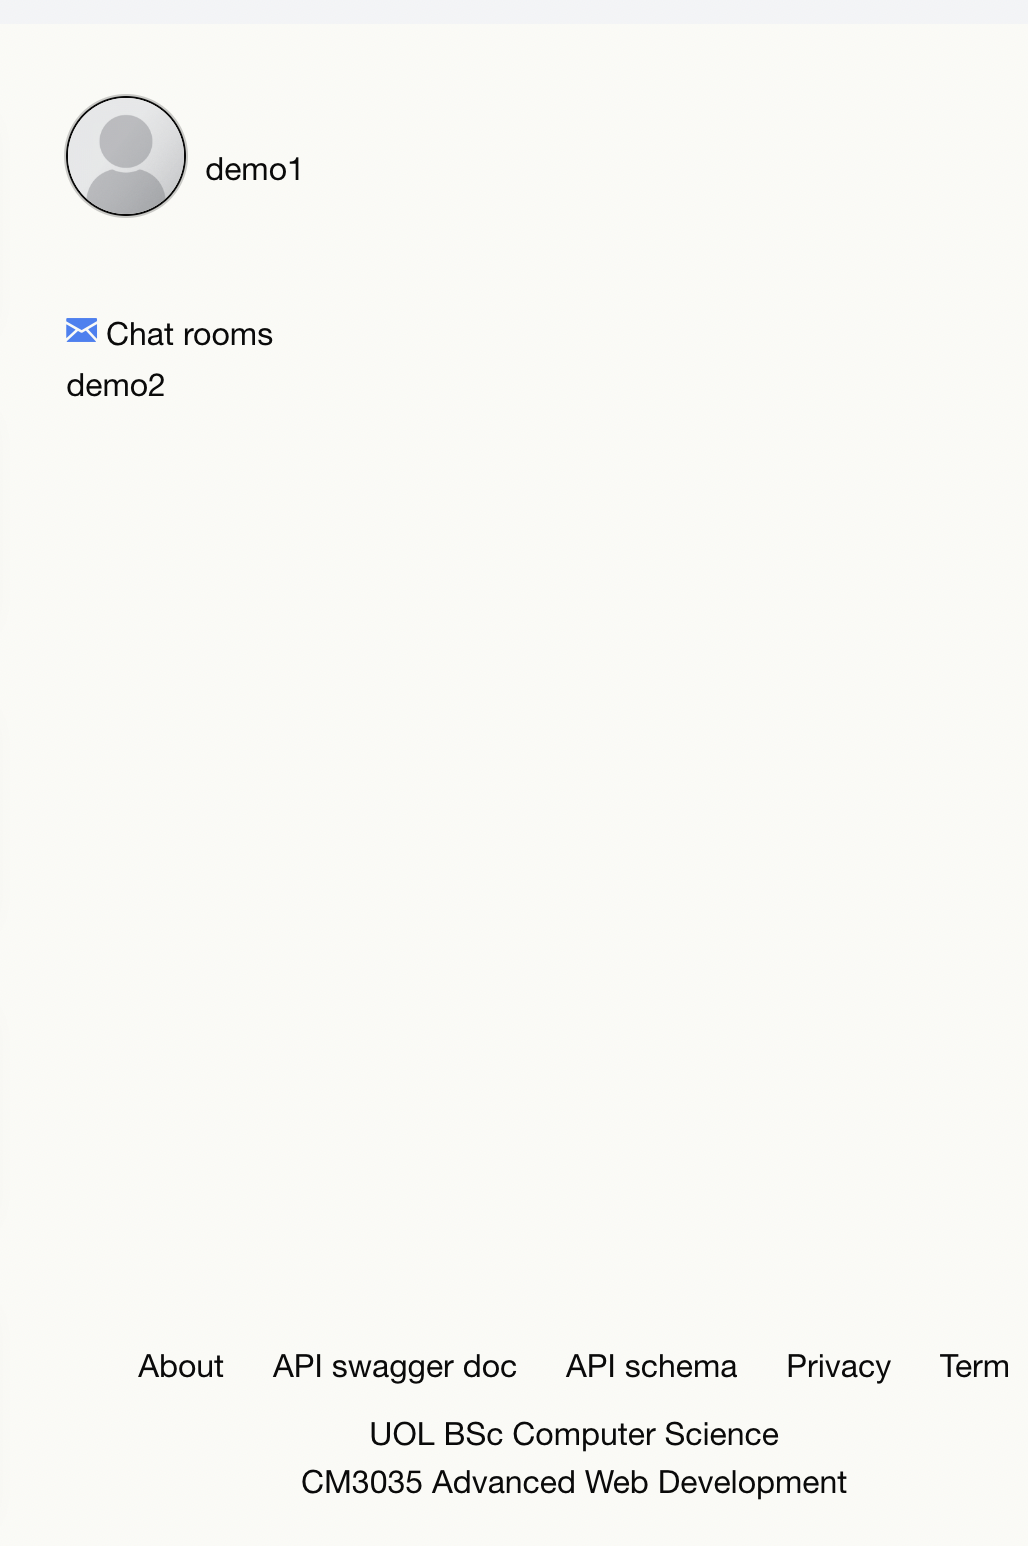 demo1
Chat rooms
demo2
About API swagger doc API schema Privacy Term
UOL BSc Computer Science
CM3035 Advanced Web Development